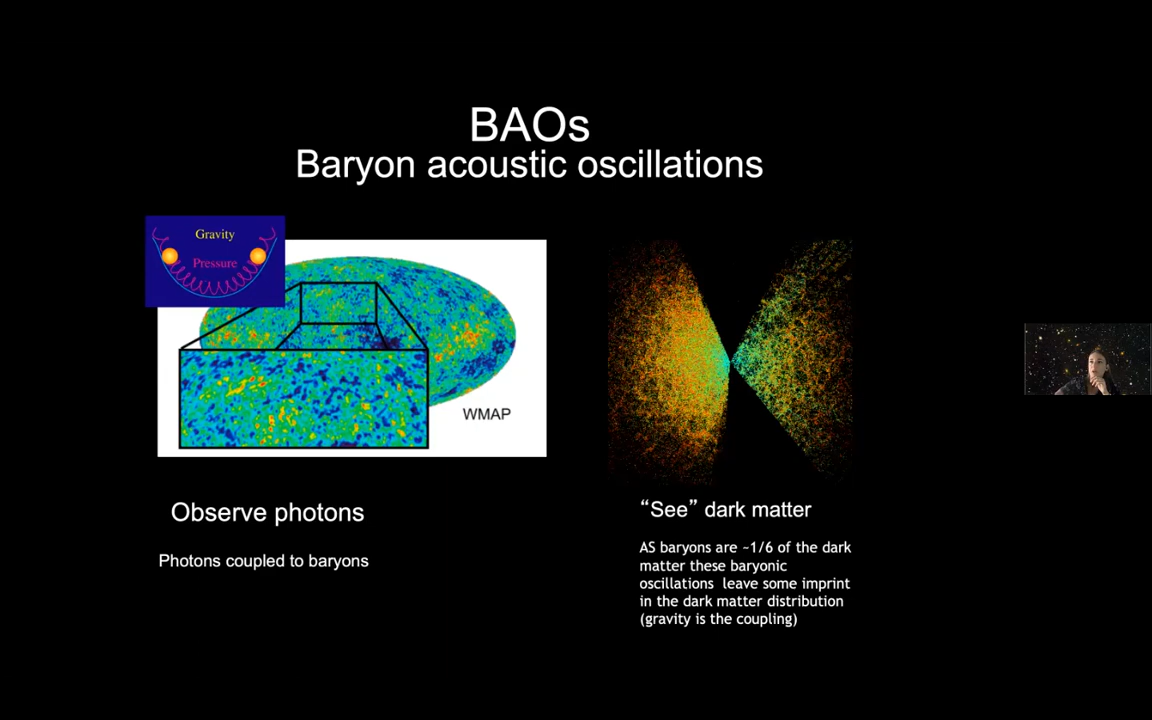 BAOs
Baryon acoustic oscillations
Gravity
Pressure
WMAP
Observe photons
Photons coupled to baryons
“See” dark matter
AS baryons are ~1/6 of the dark
matter these baryonic
oscillations leave some imprint
in the dark matter distribution
(gravity is the coupling)